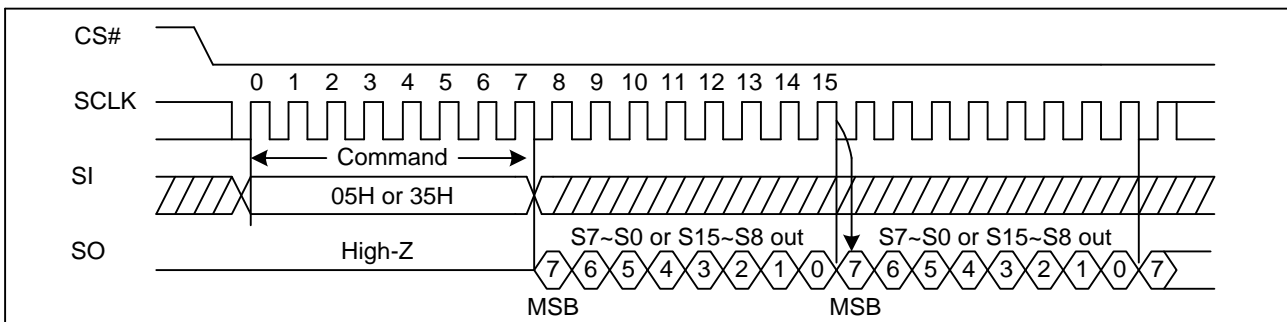 CS#
0 1 2 3 4 5 6 7 8 9 10 11 12 13 14 15
SCLK
Command
SI
05H or 35H
S7~S0 or S15~S8 out S7~S0 or S15~S8 out
SO High-Z
7 6 5 4 3 2 1 0 7 6 5 4 3 2 1 0 7
MSB MSB